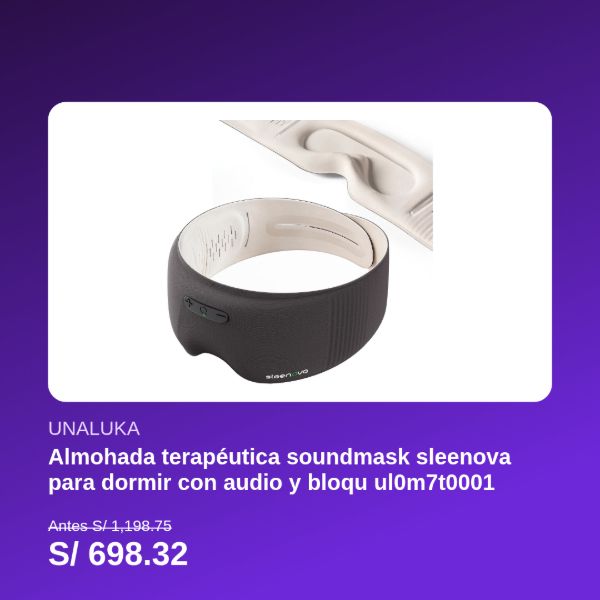 sleenova
UNALUKA
Almohada terapéutica soundmask sleenova
para dormir con audio y bloqu ul0m7t0001
Antes S/ 1,198.75
S/ 698.32